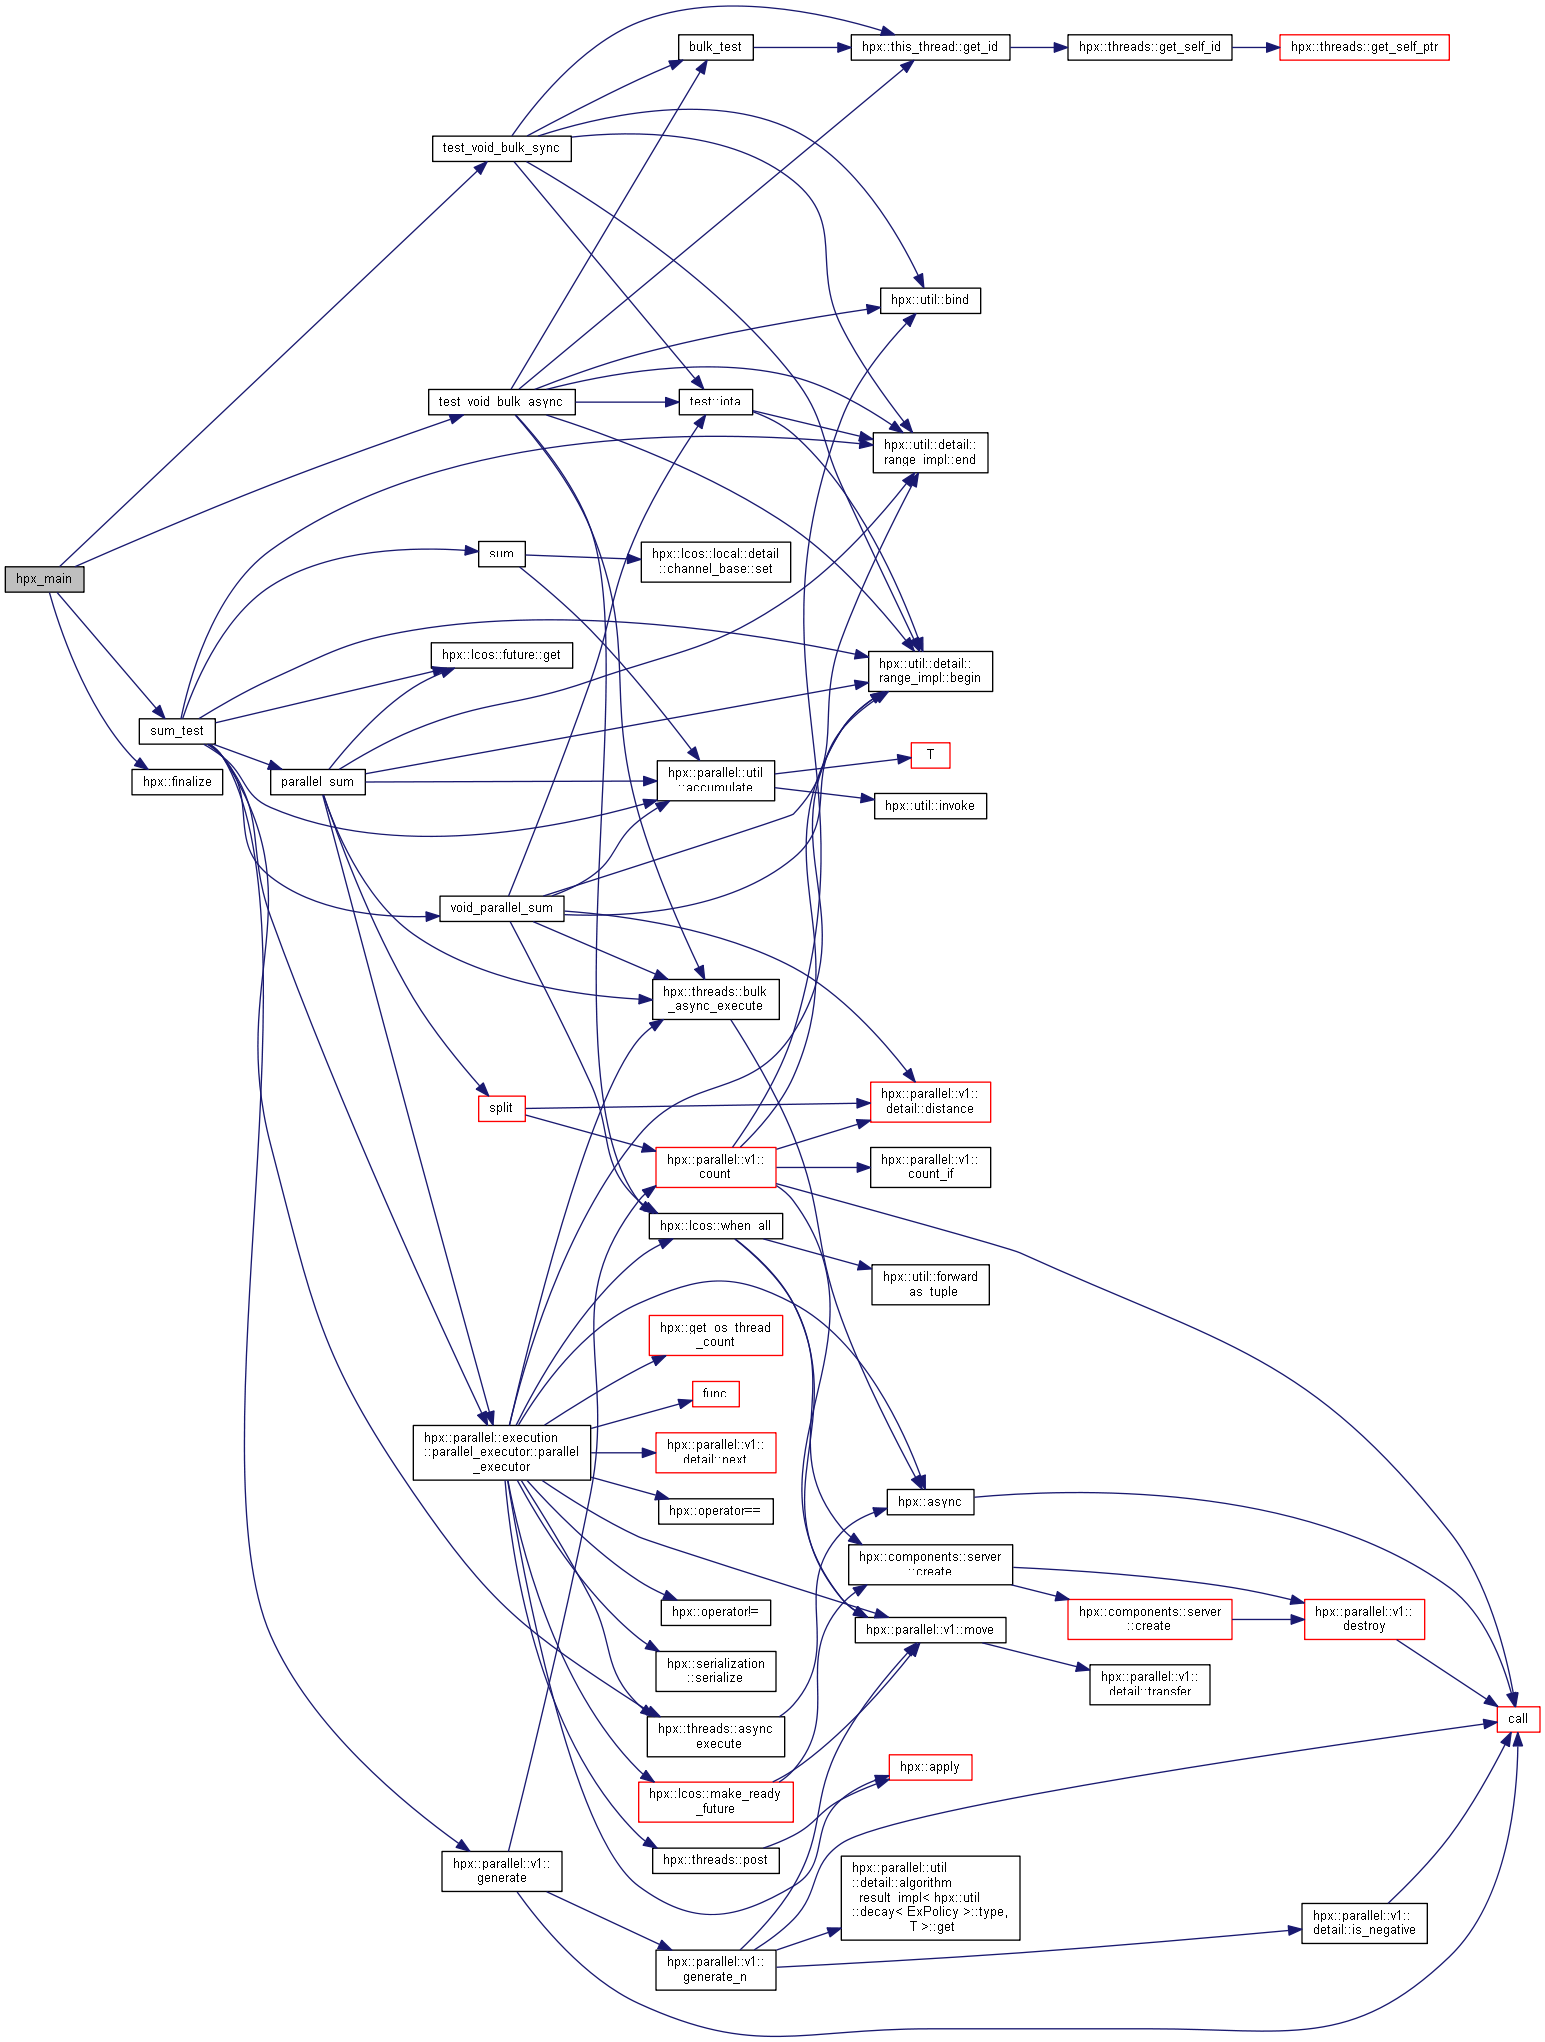 bulk_test
hpx::this_thread::get_id
hpx::threads::get_self_id
hpx::threads::get_self_ptr
test_void_bulk_sync
hpx::util::bind
test_void_bulk_async
test::iota
hpx::util::detail::
range_impl::end
sum
hpx::lcos::local::detail
::channel_base::set
hpx_main
hpx::lcos::future::get
hpx::util::detail::
range_impl::begin
sum_test
T
hpx::finalize
parallel_sum
hpx::parallel::util
::accumulate
hpx::util::invoke
void_parallel_sum
hpx::threads::bulk
_async_execute
split
hpx::parallel::v1::
detail::distance
hpx::parallel::v1::
count
hpx::parallel::v1::
count_if
hpx::lcos::when_all
hpx::util::forward
_as_tuple
hpx::get_os_thread
_count
func
hpx::parallel::execution
::parallel_executor::parallel
_executor
hpx::parallel::v1::
detail::next
hpx::operator==
hpx::async
hpx::components::server
::create
hpx::components::server
::create
hpx::parallel::v1::
destroy
hpx::operator!=
hpx::parallel::v1::move
hpx::serialization
::serialize
hpx::parallel::v1::
detail::transfer
hpx::threads::async
_execute
call
hpx::apply
hpx::lcos::make_ready
_future
hpx::threads::post
hpx::parallel::v1::
generate
hpx::parallel::util
::detail::algorithm
_result_impl< hpx::util
::decay< ExPolicy >::type,
T >::get
hpx::parallel::v1::
detail::is_negative
hpx::parallel::v1::
generate_n